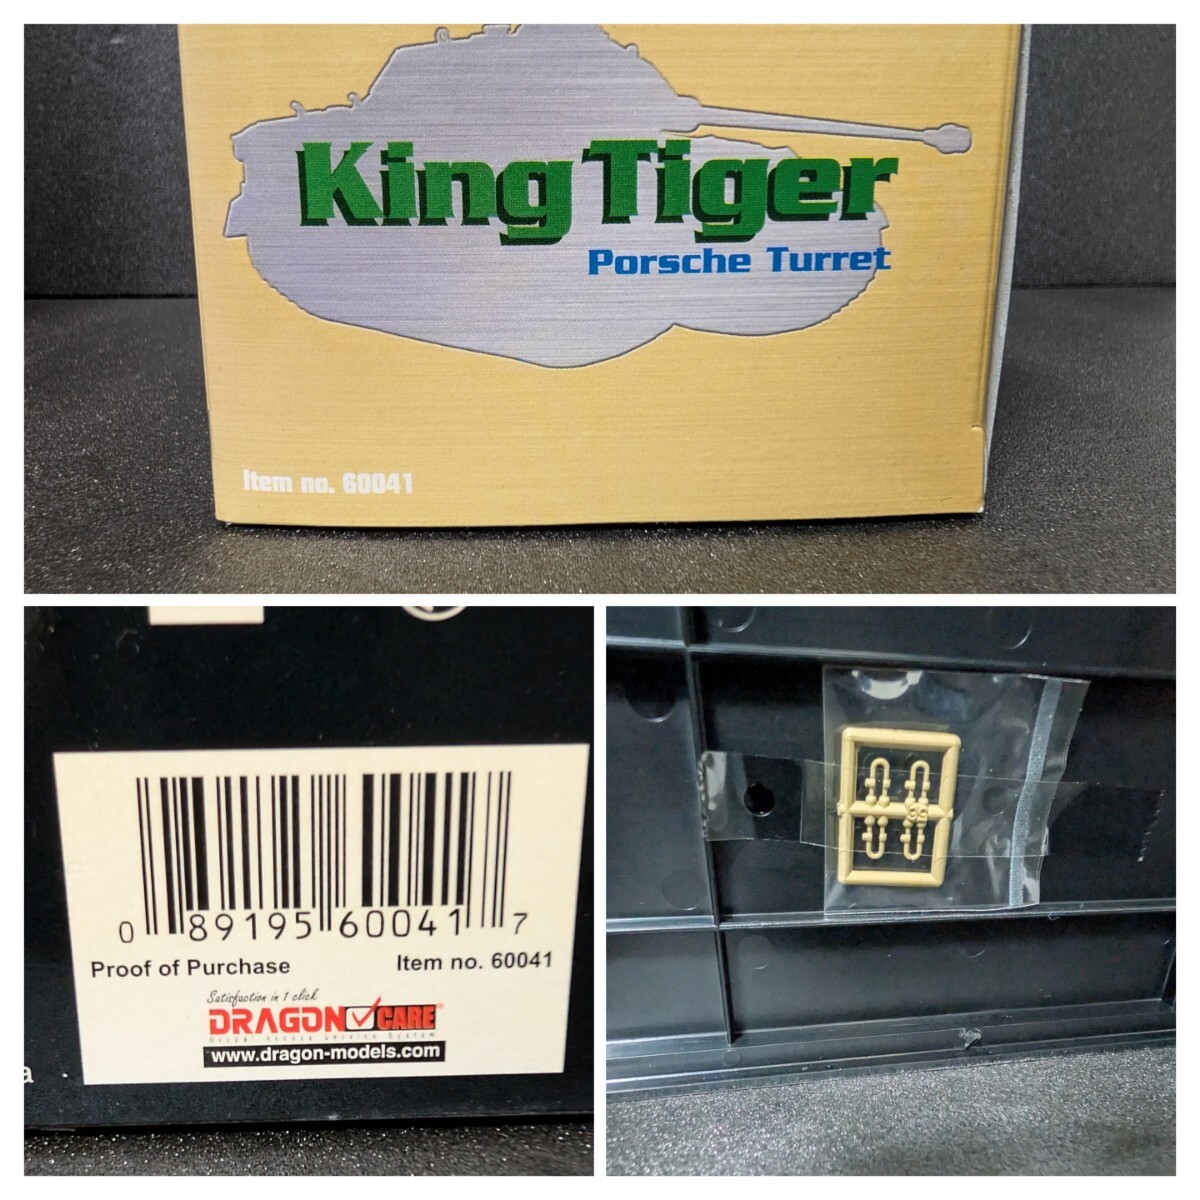 King Tiger
Porsche Turret
Item no. 60041
0 89195 60041 7
Proof of Purchase
Item no. 60041
Satisfaction in 1 click
DRAGON CARE
www.dragon-models.com
a